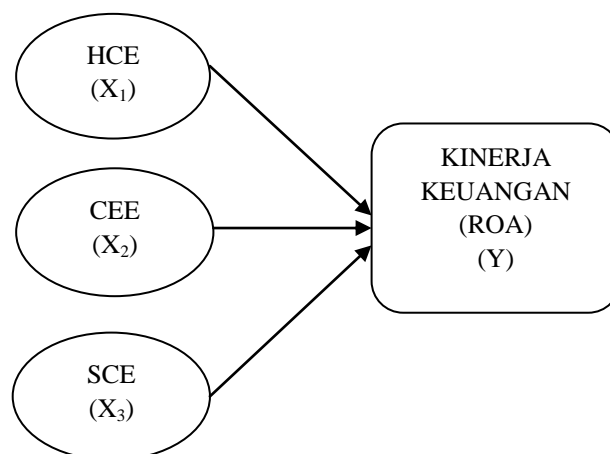 HCE
(X₁)
CEE
(X₂)
SCE
(X₃)
KINERJA
KEUANGAN
(ROA)
(Y)